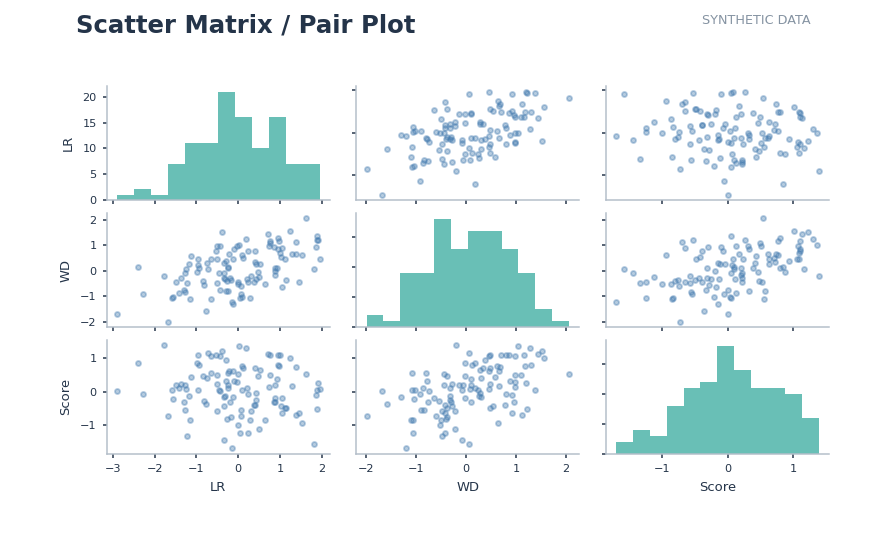 Scatter Matrix / Pair Plot
SYNTHETIC DATA
LR
20
15
10
5
0
WD
2
1
0
−1
−2
Score
1
0
−1
−3 −2 −1 0 1 2
−2 −1 0 1 2
−1 0 1
LR
WD
Score